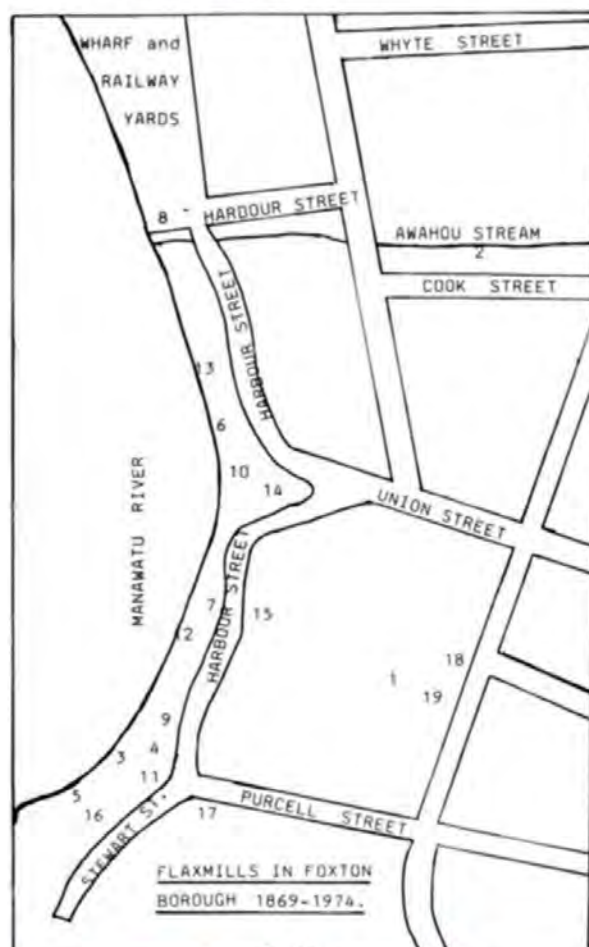 WHARF and
RAILWAY
YARDS
WHYTE STREET
8 - HARDOUR STREET
AWAHOU STREAM
2
COOK STREET
HARBOUR STREET
13
6
10
14
MANAWATU RIVER
UNION STREET
HARBOUR STREET
7
15
12
18
1
19
9
3
4
11
5
16
17
PURCELL STREET
STEWART ST.
FLAXMILLS IN FOXTON
BOROUGH 1869-1974.